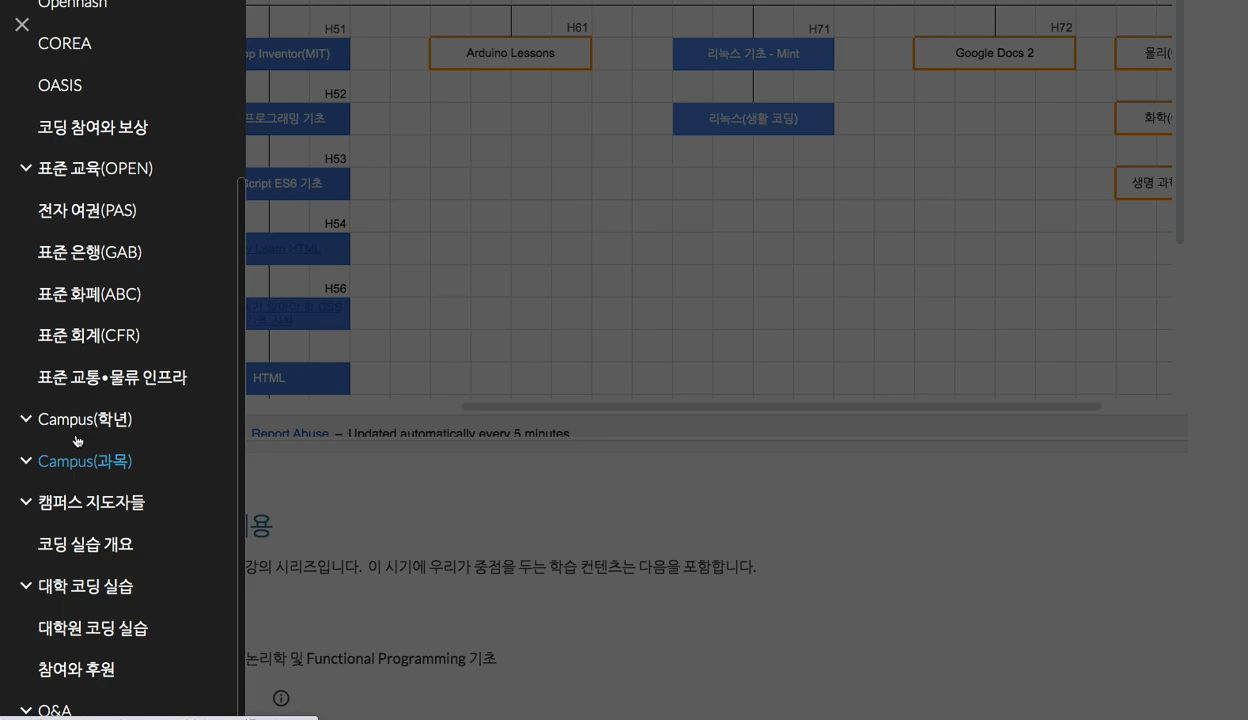 Openhash
COREA
OASIS
코딩 참여와 보상
표준 교육(OPEN)
전자 여권(PAS)
표준 은행(GAB)
표준 화폐(ABC)
표준 회계(CFR)
표준 교통•물류 인프라
Campus(학년)
Campus(과목)
캠퍼스 지도자들
코딩 실습 개요
대학 코딩 실습
대학원 코딩 실습
참여와 후원
Q&A
H51
H61
H71
H72
op Inventor(MIT)
Arduino Lessons
리눅스 기초 - Mint
Google Docs 2
물리(
H52
프로그래밍 기초
리눅스(생활 코딩)
화학(
H53
Script ES6 기초
생명 과학
H54
y Learn HTML
H56
HTML
Report Abuse – Updated automatically every 5 minutes
용
강의 시리즈입니다. 이 시기에 우리가 중점을 두는 학습 컨텐츠는 다음을 포함합니다.
논리학 및 Functional Programming 기초